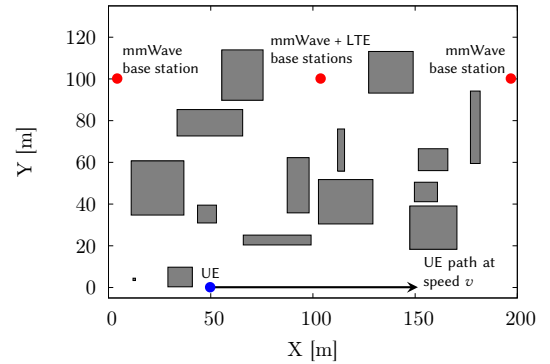 120
100
80
60
40
20
0
Y [m]
mmWave
base station
mmWave + LTE
base stations
mmWave
base station
UE
UE path at
speed v
0
50
100
150
200
X [m]